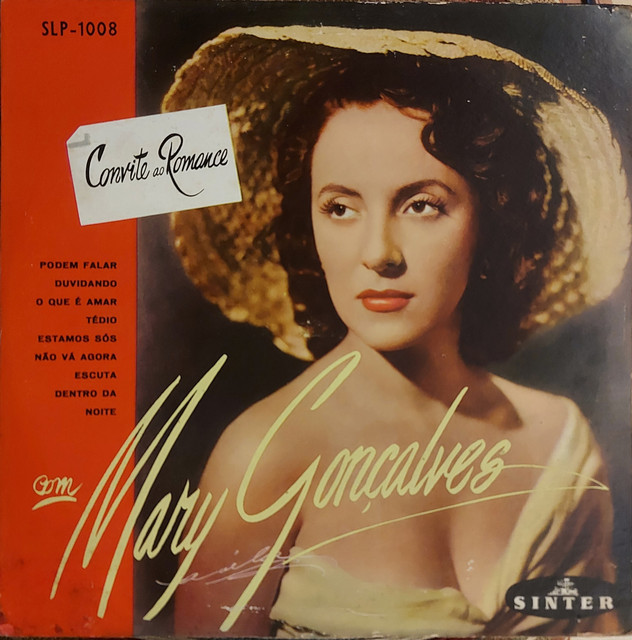 SLP-1008
Convite ao Romance
PODEM FALAR
DUVIDANDO
O QUE É AMAR
TÉDIO
ESTAMOS SÓS
NÃO VÁ AGORA
ESCUTA
DENTRO DA
NOITE
com Mary Gonçalves
SINTER